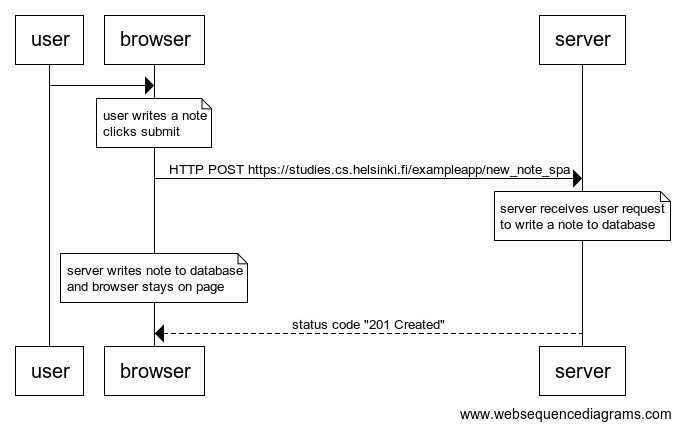 user
browser
server
user writes a note
clicks submit
HTTP POST https://studies.cs.helsinki.fi/exampleapp/new_note_spa
server receives user request
to write a note to database
server writes note to database
and browser stays on page
status code "201 Created"
user
browser
server
www.websequencediagrams.com